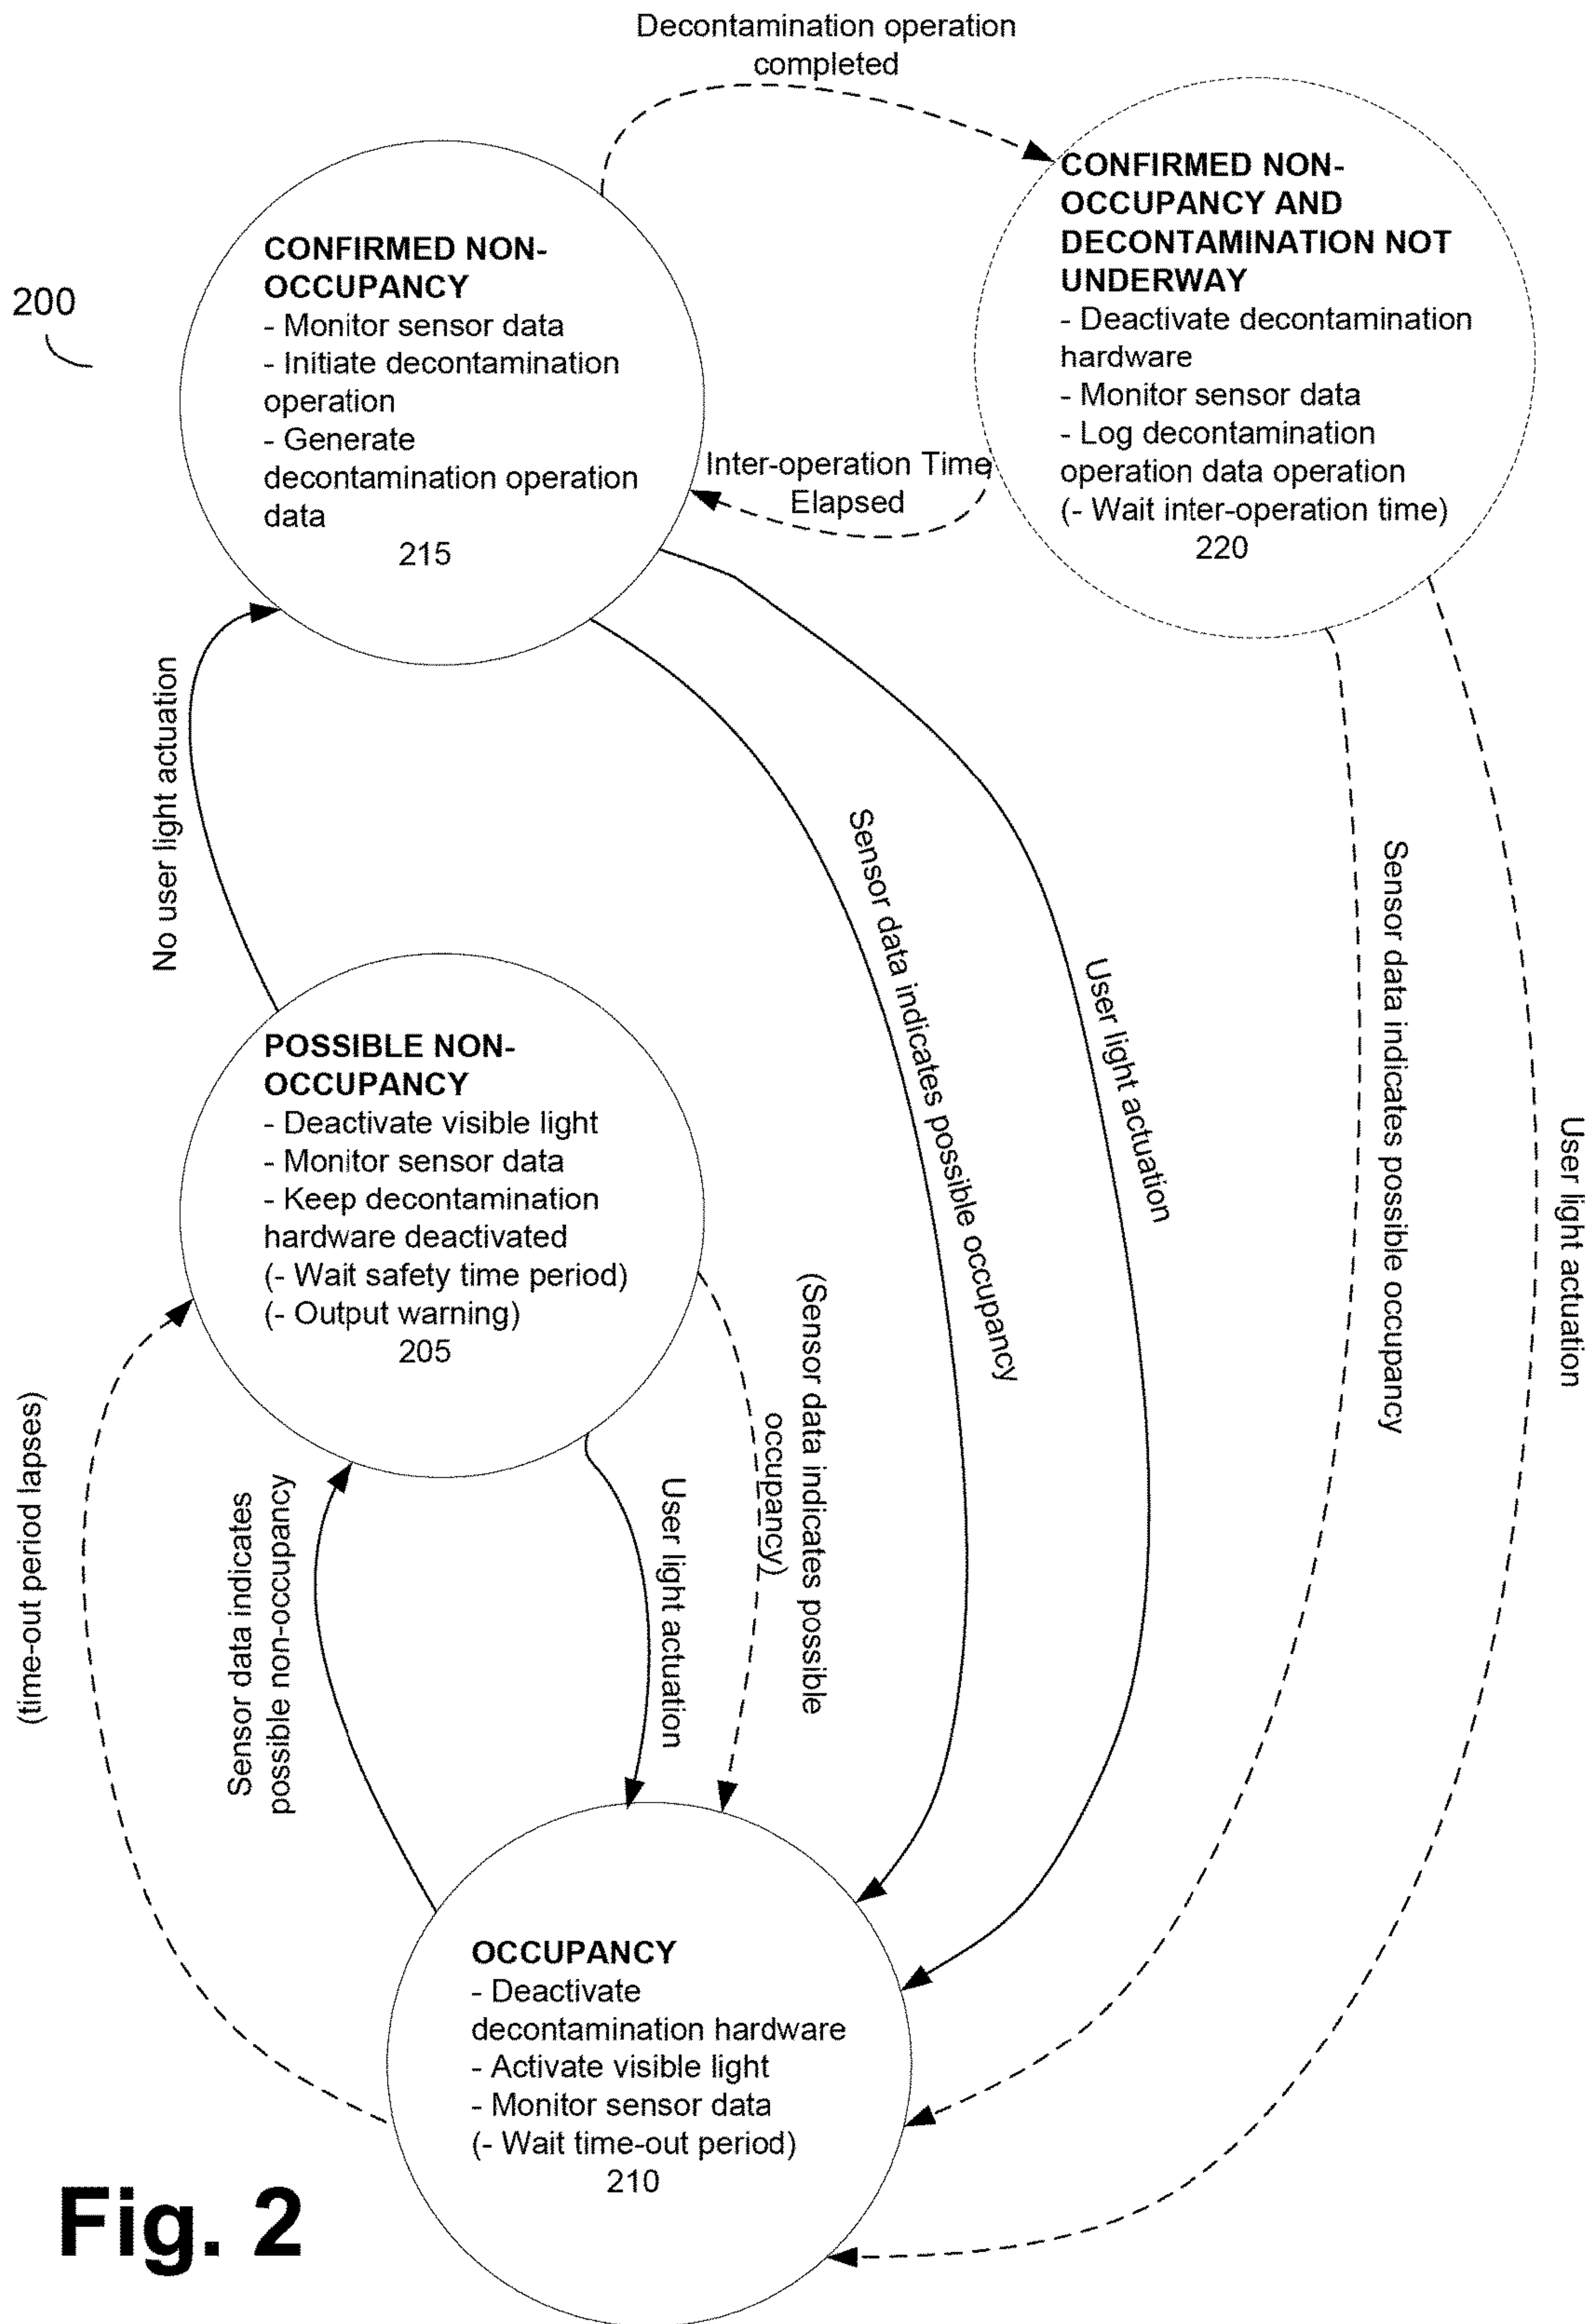 Decontamination operation
completed
CONFIRMED NON-
OCCUPANCY AND
DECONTAMINATION NOT
UNDERWAY
- Deactivate decontamination
hardware
- Monitor sensor data
- Log decontamination
operation data operation
(- Wait inter-operation time)
220
200
CONFIRMED NON-
OCCUPANCY
- Monitor sensor data
- Initiate decontamination
operation
- Generate
decontamination operation
data
215
Inter-operation Time
Elapsed
No user light actuation
Sensor data indicates possible occupancy
User light actuation
Sensor data indicates possible occupancy
User light actuation
POSSIBLE NON-
OCCUPANCY
- Deactivate visible light
- Monitor sensor data
- Keep decontamination
hardware deactivated
(- Wait safety time period)
(- Output warning)
205
(time-out period lapses)
Sensor data indicates
possible non-occupancy
User light actuation
(Sensor data indicates possible
occupancy)
OCCUPANCY
- Deactivate
decontamination hardware
- Activate visible light
- Monitor sensor data
(- Wait time-out period)
210
Fig. 2